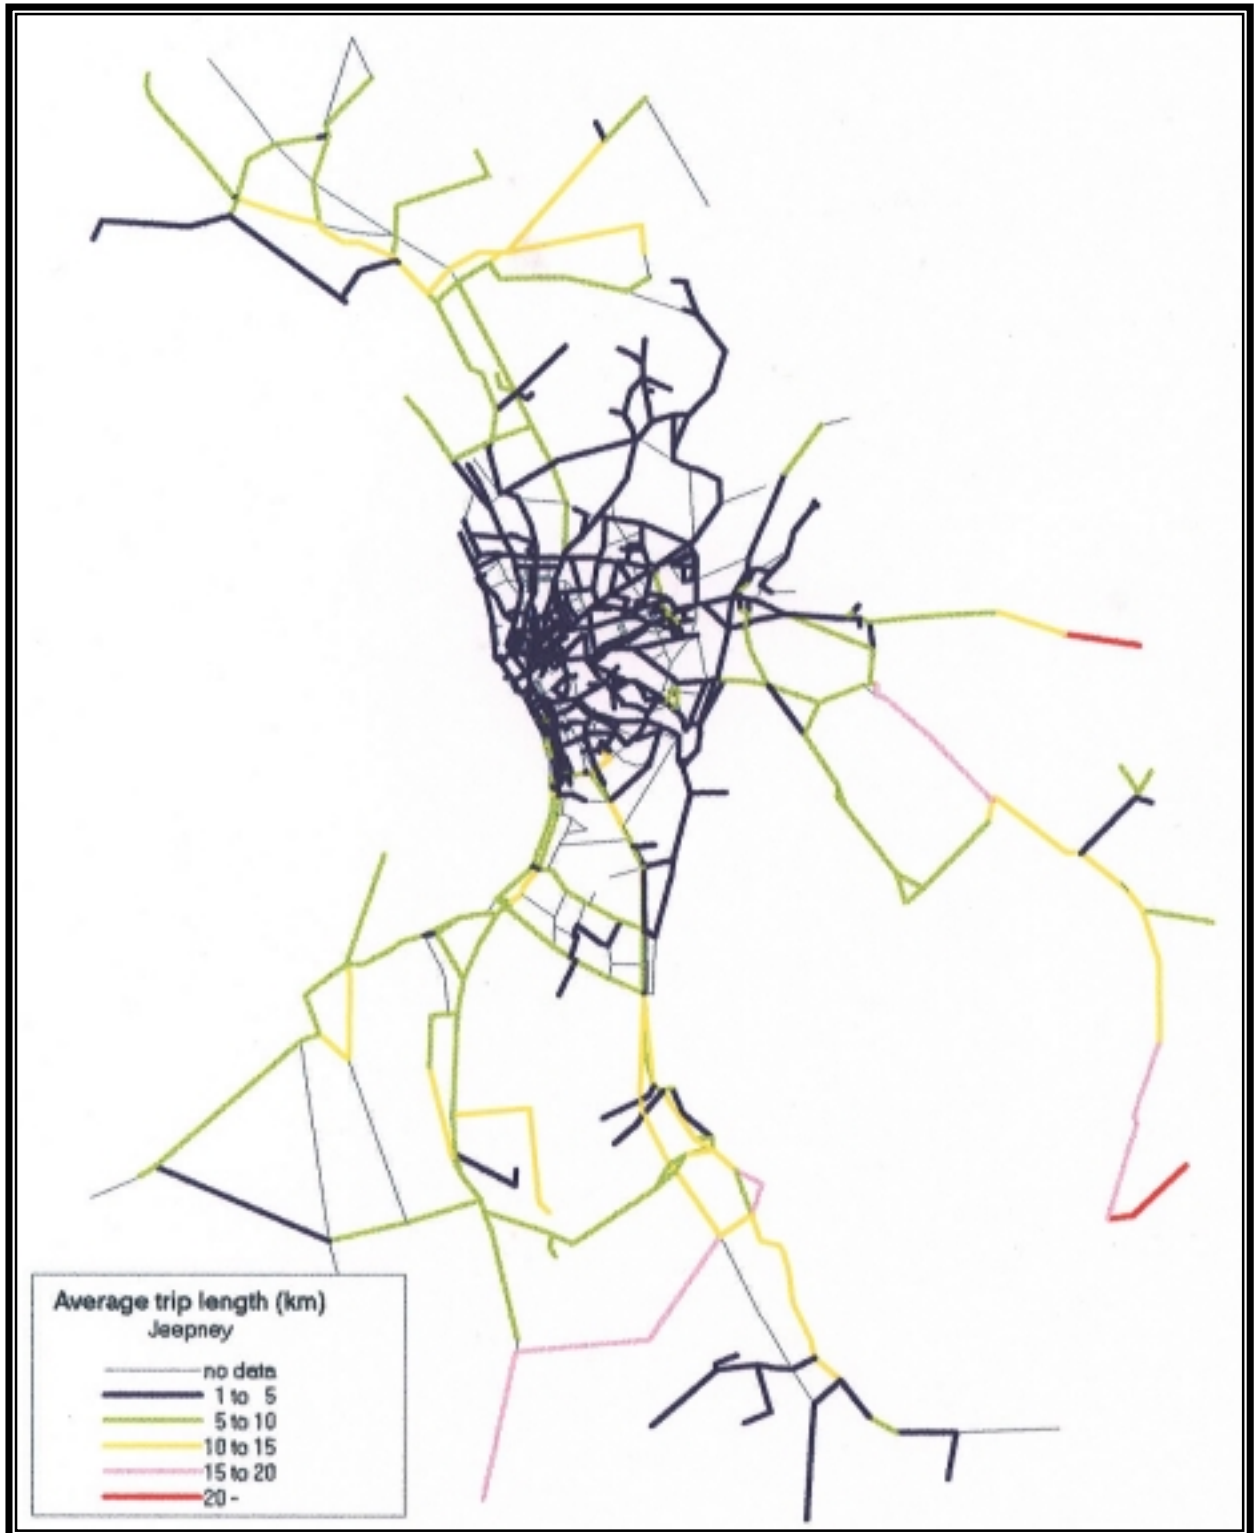 Average trip length (km)
Jeepney
no data
1 to 5
5 to 10
10 to 15
15 to 20
20 -